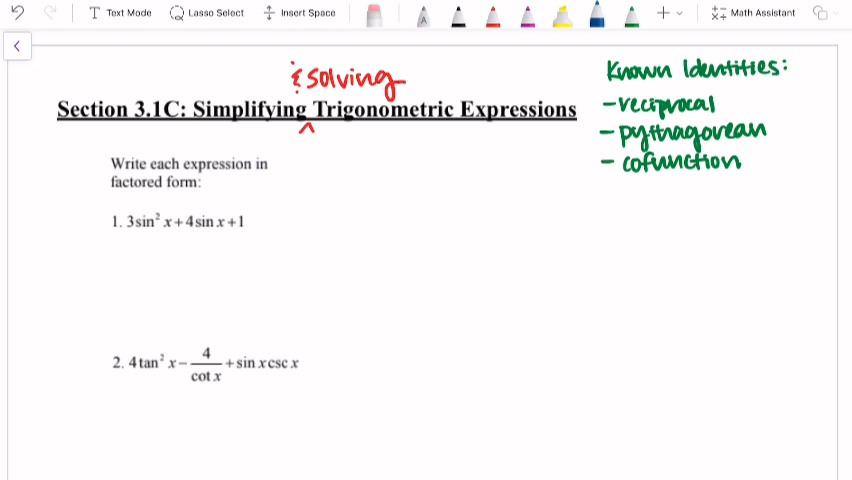 Text Mode Lasso Select Insert Space Math Assistant
& solving
Section 3.1C: Simplifying ^ Trigonometric Expressions
Known Identities:
- reciprocal
- pythagorean
- cofunction
Write each expression in
factored form:
1. 3sin² x+4sin x+1
2. 4tan² x− 4/cot x +sin x csc x